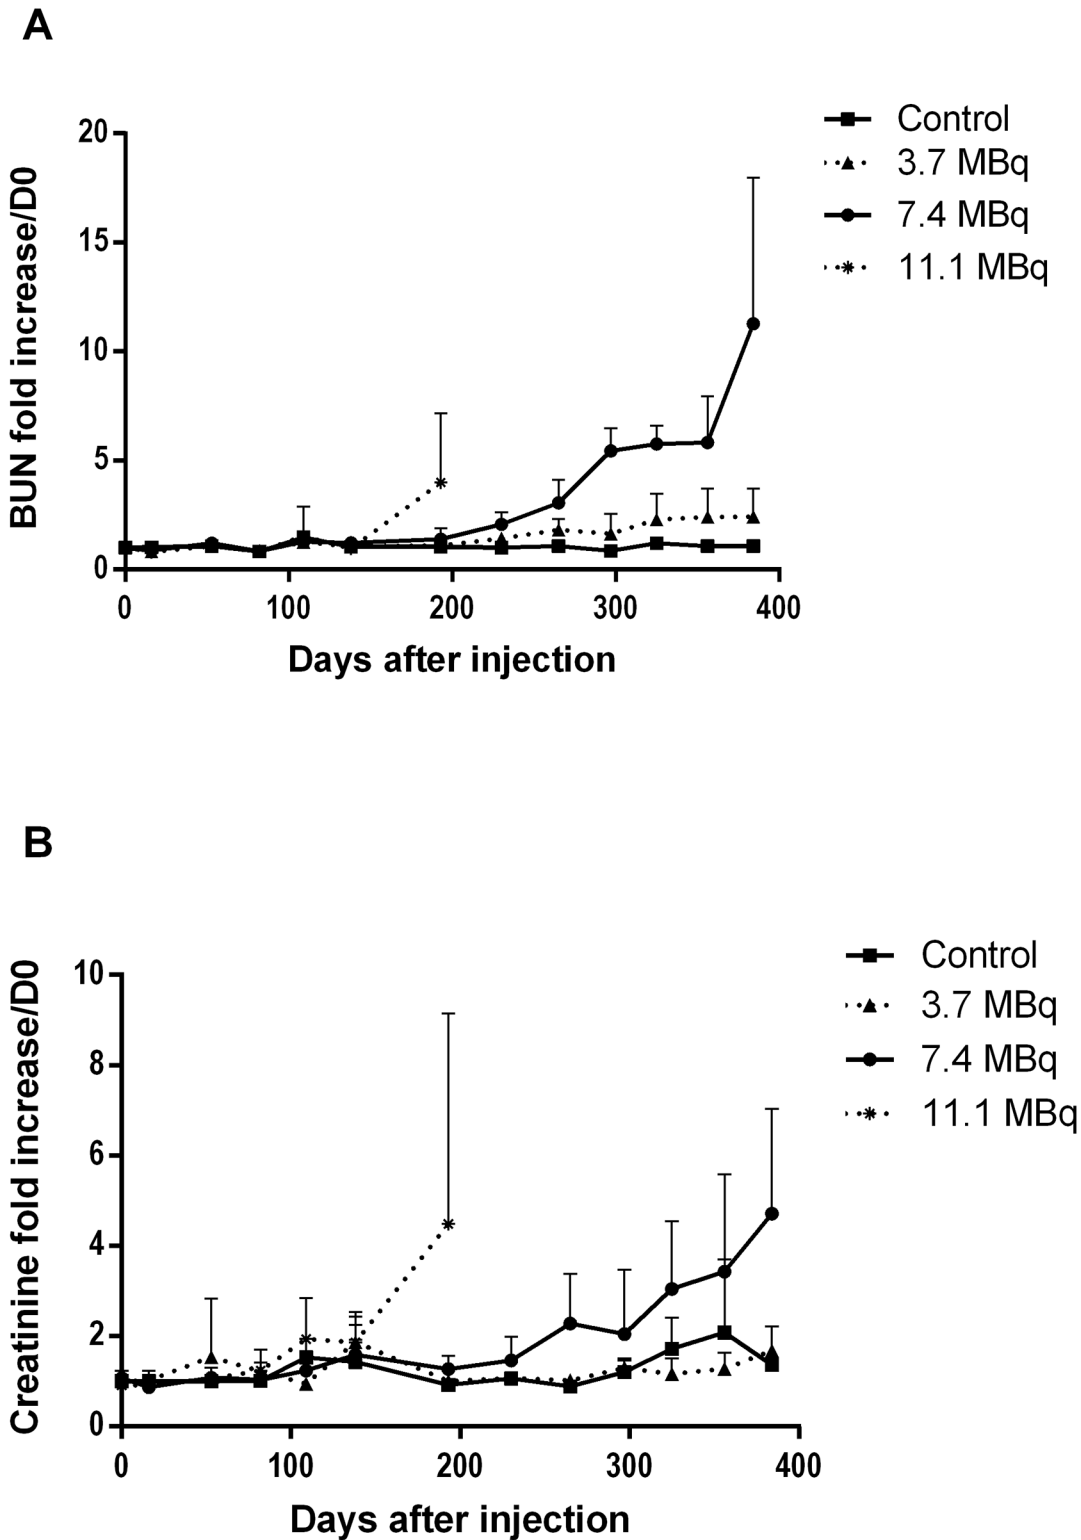 A
BUN fold increase/D0
20
15
10
5
0
0 100 200 300 400
Days after injection
Control
3.7 MBq
7.4 MBq
11.1 MBq
B
Creatinine fold increase/D0
10
8
6
4
2
0
0 100 200 300 400
Days after injection
Control
3.7 MBq
7.4 MBq
11.1 MBq